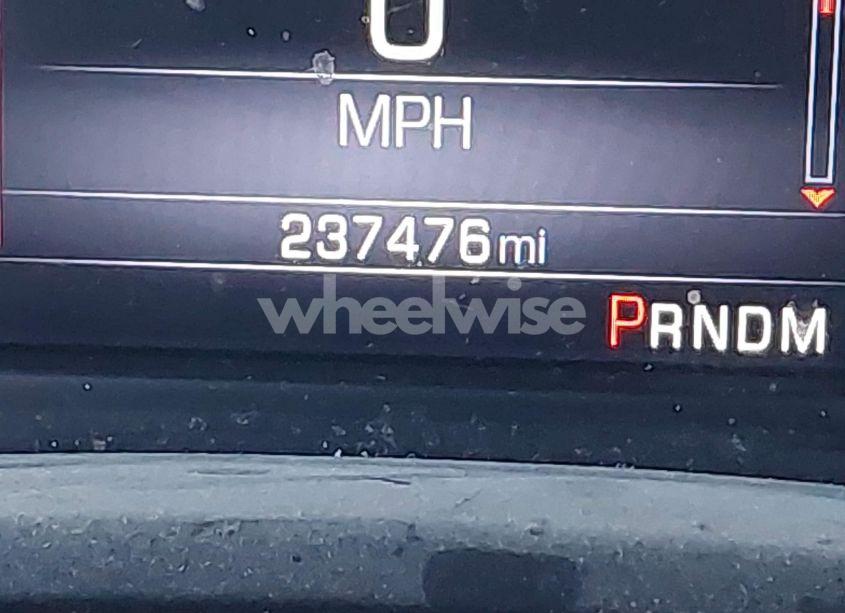 0
MPH
237476mi
wheelwise
PRNDM